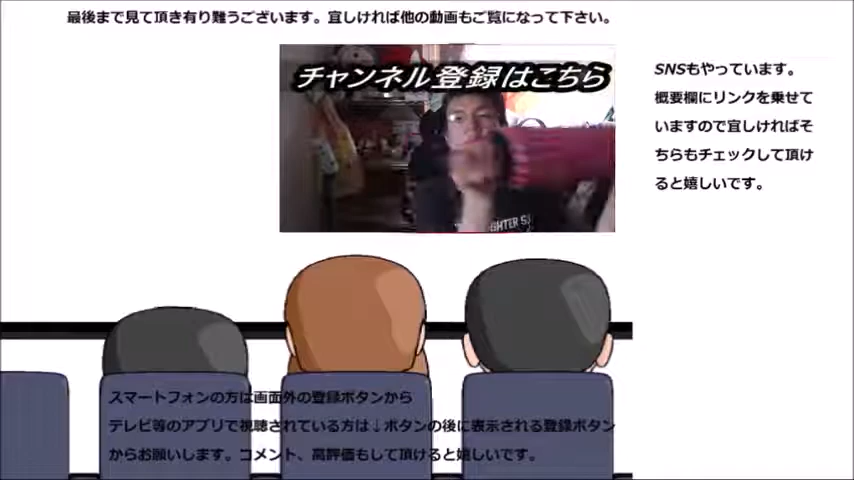 最後まで見て頂き有り難うございます。宜しければ他の動画もご覧になって下さい。
チャンネル登録はこちら
SNSもやっています。
概要欄にリンクを乗せて
いますので宜しければそ
ちらもチェックして頂け
ると嬉しいです。
スマートフォンの方は画面外の登録ボタンから
テレビ等のアプリで視聴されている方は↓ボタンの後に表示される登録ボタン
からお願いします。コメント、高評価もして頂けると嬉しいです。